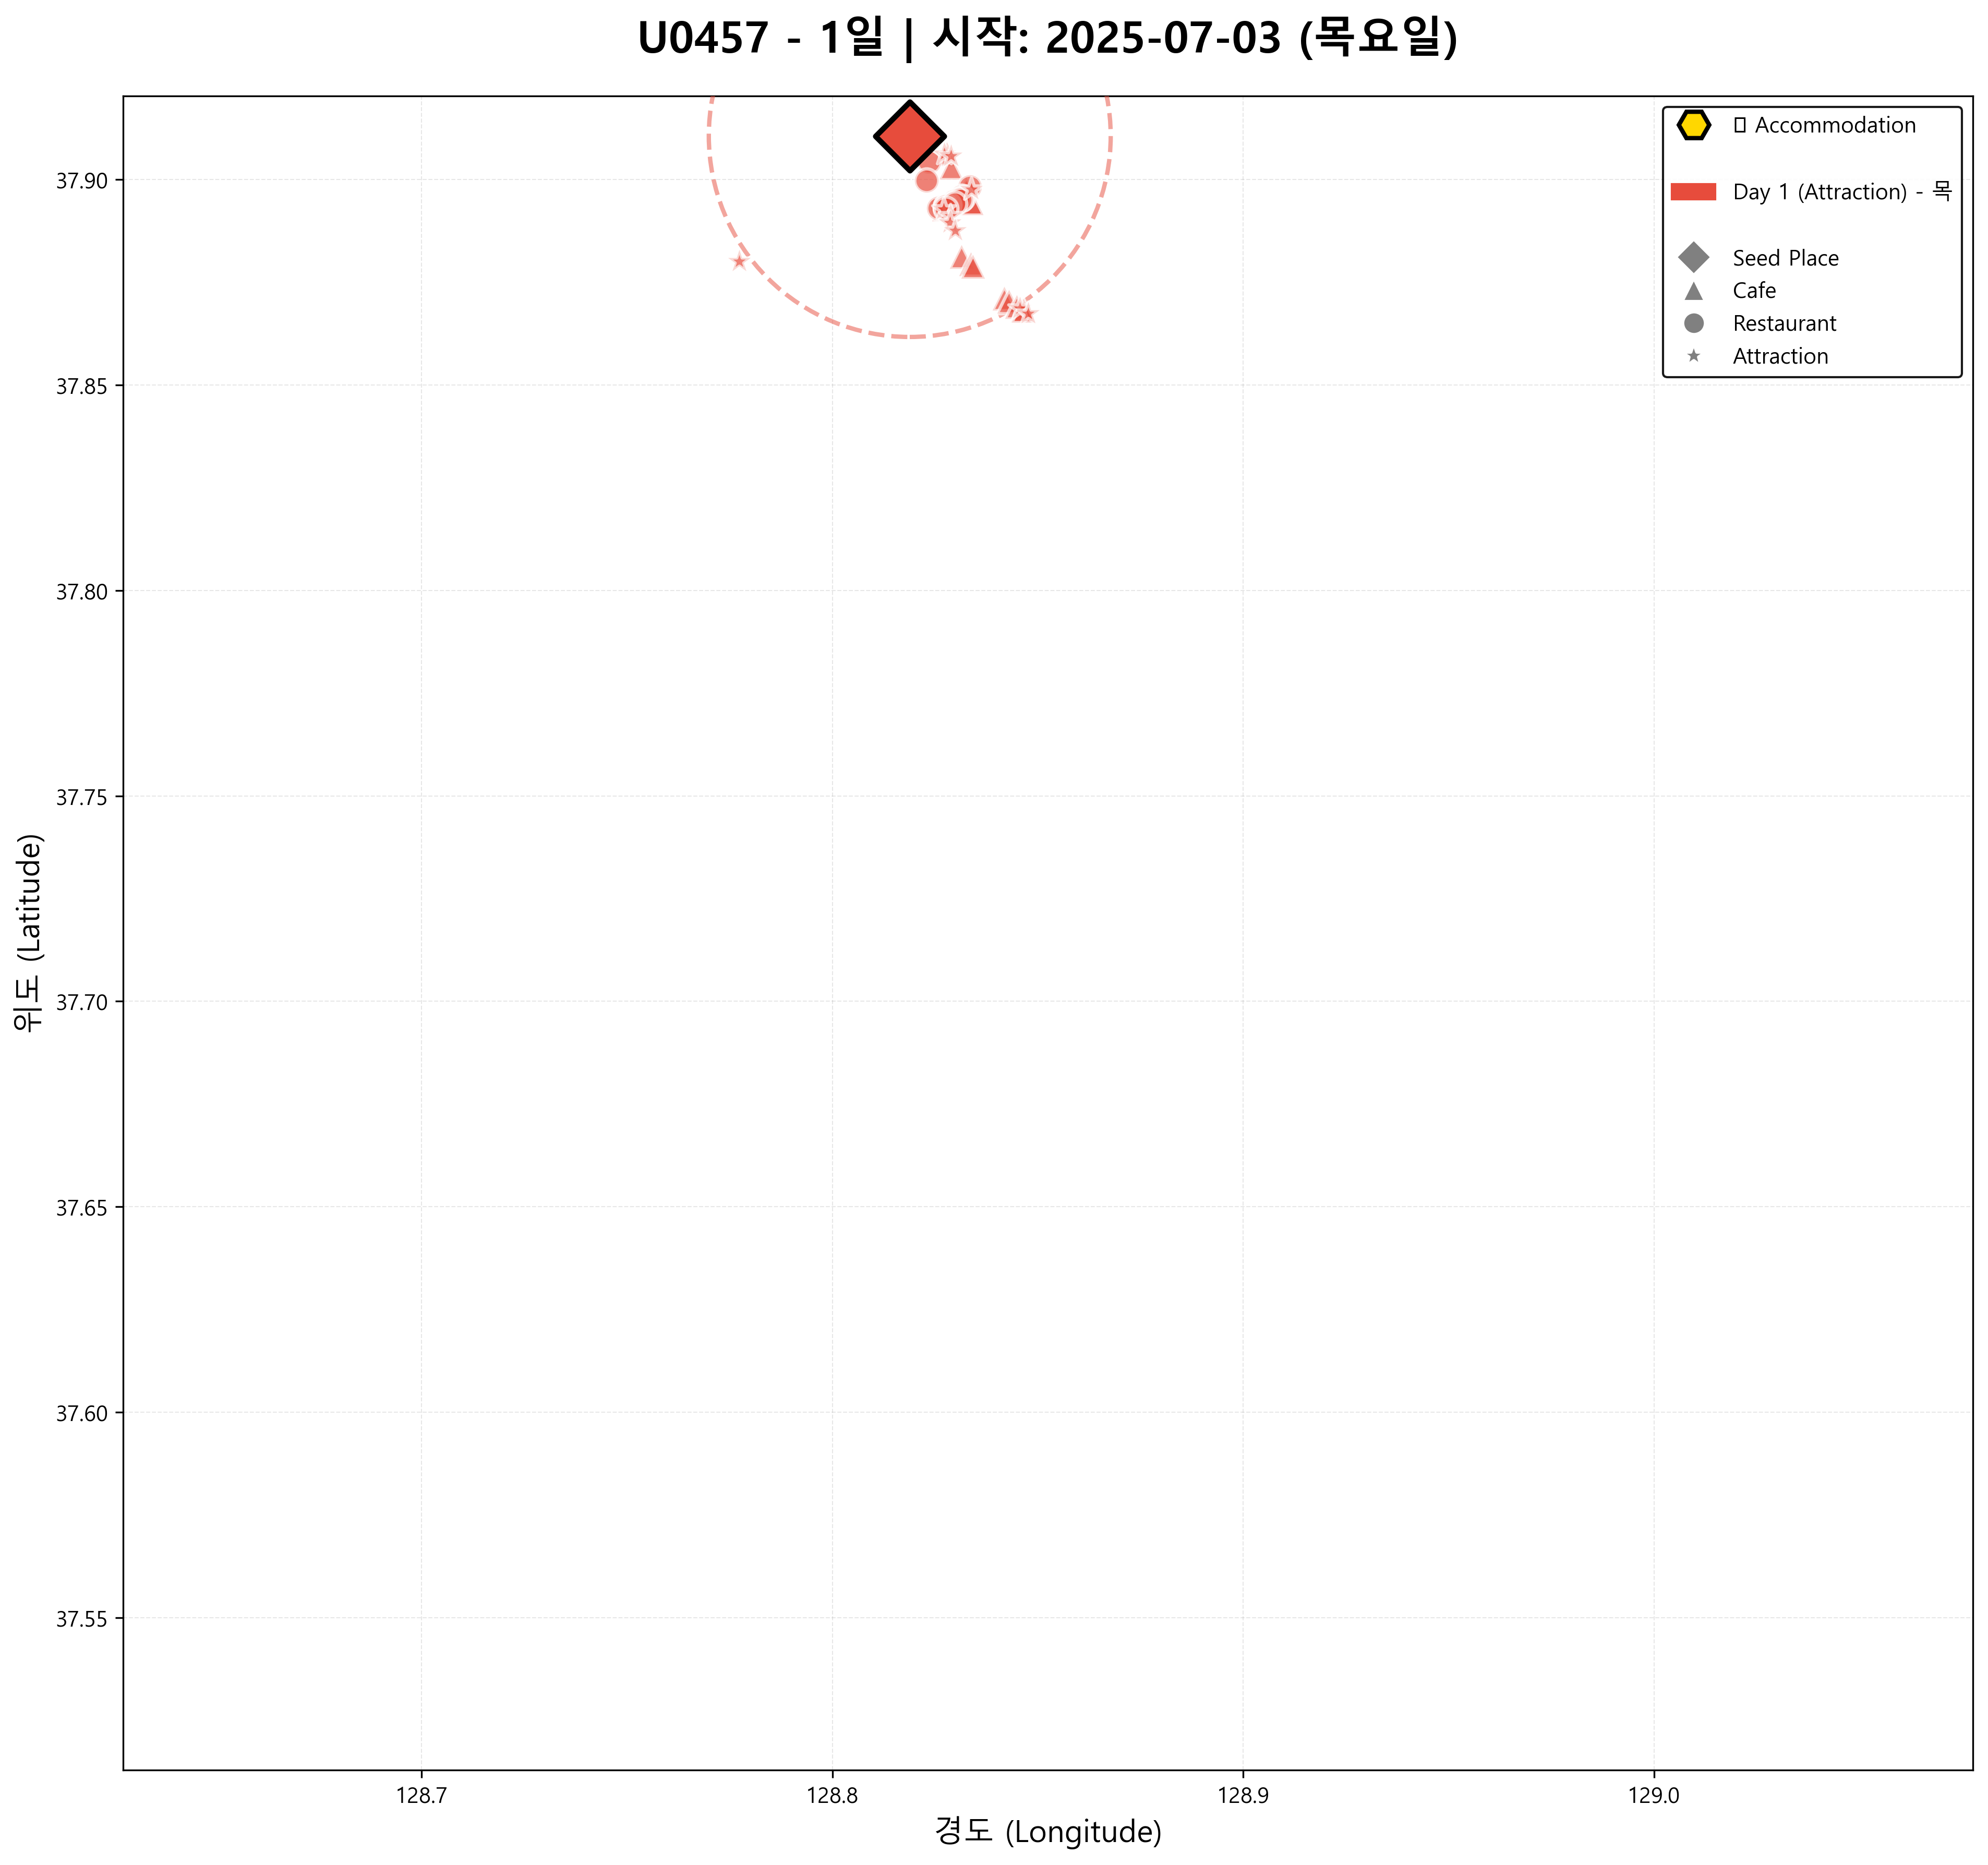 U0457 - 1일 | 시작: 2025-07-03 (목요일)
Accommodation
Day 1 (Attraction) - 목
Seed Place
Cafe
Restaurant
Attraction
37.90
37.85
37.80
37.75
37.70
37.65
37.60
37.55
위도 (Latitude)
128.7 128.8 128.9 129.0
경도 (Longitude)